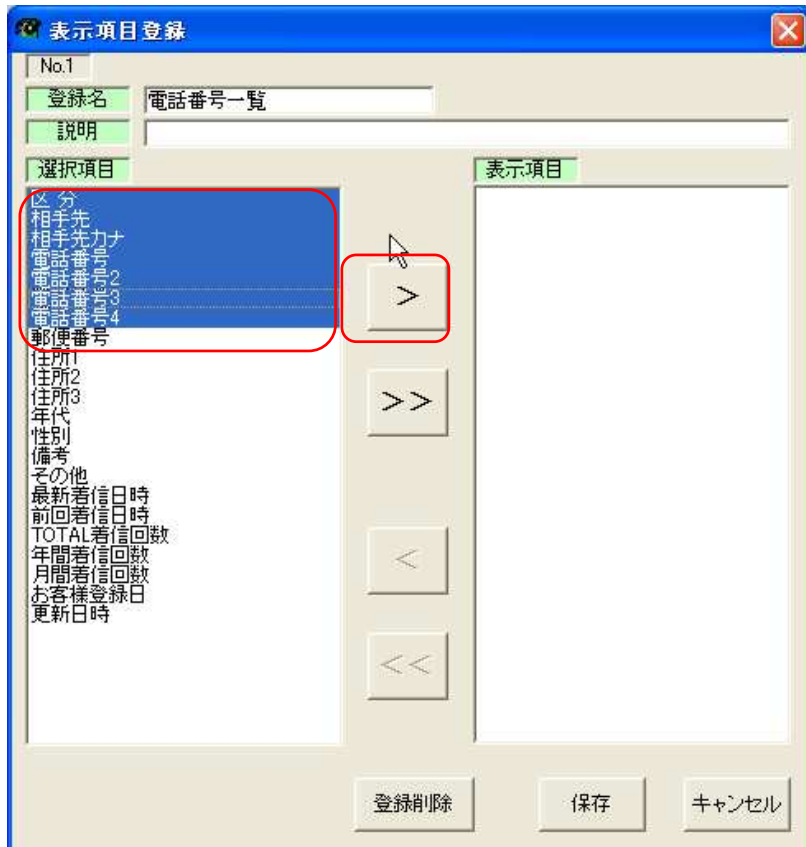 表示項目登録
No.1
登録名 電話番号一覧
説明
選択項目 表示項目
区 分
相手先
相手先カナ
電話番号
電話番号2
電話番号3
電話番号4
郵便番号
住所1
住所2
住所3
年代
性別
備考
その他
最新着信日時
前回着信日時
TOTAL着信回数
年間着信回数
月間着信回数
お客様登録日
更新日時
>
>>
<
<<
登録削除 保存 キャンセル